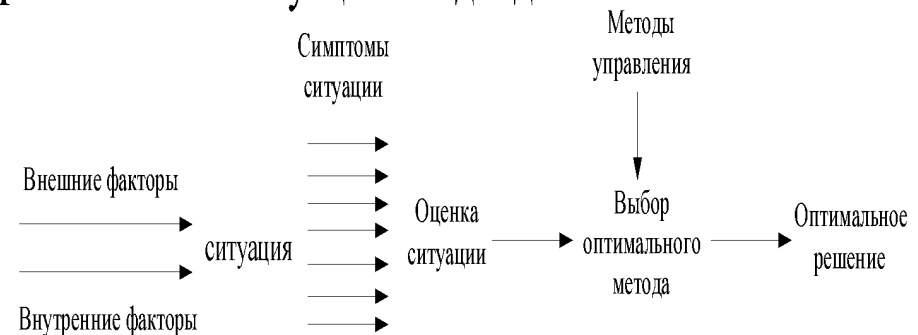 Симптомы
ситуации
Методы
управления
Внешние факторы
ситуация
Внутренние факторы
Оценка
ситуации
Выбор
оптимального
метода
Оптимальное
решение